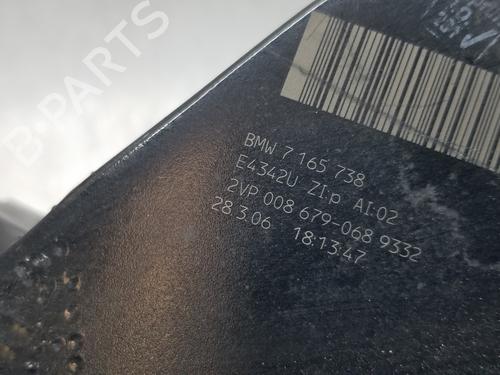 BMW 7 165 738
E4342U ZI:p AI:02
2VP 008 679-068 9332
28.3.06 18:13:47
B-PARTS